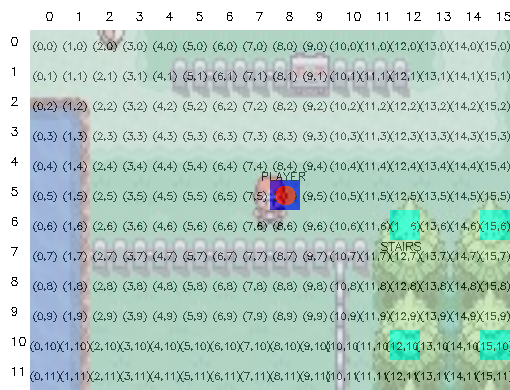 0 1 2 3 4 5 6 7 8 9 10 11 12 13 14 15
0 (0,0) (1,0) (2,0) (3,0) (4,0) (5,0) (6,0) (7,0) (8,0) (9,0) (10,0) (11,0) (12,0) (13,0) (14,0) (15,0)
1 (0,1) (1,1) (2,1) (3,1) (4,1) (5,1) (6,1) (7,1) (8,1) (9,1) (10,1) (11,1) (12,1) (13,1) (14,1) (15,1)
2 (0,2) (1,2) (2,2) (3,2) (4,2) (5,2) (6,2) (7,2) (8,2) (9,2) (10,2) (11,2) (12,2) (13,2) (14,2) (15,2)
3 (0,3) (1,3) (2,3) (3,3) (4,3) (5,3) (6,3) (7,3) (8,3) (9,3) (10,3) (11,3) (12,3) (13,3) (14,3) (15,3)
4 (0,4) (1,4) (2,4) (3,4) (4,4) (5,4) (6,4) (7,4) (8,4) (9,4) (10,4) (11,4) (12,4) (13,4) (14,4) (15,4)
PLAYER
5 (0,5) (1,5) (2,5) (3,5) (4,5) (5,5) (6,5) (7,5) (9,5) (10,5) (11,5) (12,5) (13,5) (14,5) (15,5)
6 (0,6) (1,6) (2,6) (3,6) (4,6) (5,6) (6,6) (7,6) (8,6) (9,6) (10,6) (11,6) (13,6) (14,6) (15,6)
STAIRS
7 (0,7) (1,7) (2,7) (3,7) (4,7) (5,7) (6,7) (7,7) (8,7) (9,7) (10,7) (11,7) (12,7) (13,7) (14,7) (15,7)
8 (0,8) (1,8) (2,8) (3,8) (4,8) (5,8) (6,8) (7,8) (8,8) (9,8) (10,8) (11,8) (12,8) (13,8) (14,8) (15,8)
9 (0,9) (1,9) (2,9) (3,9) (4,9) (5,9) (6,9) (7,9) (8,9) (9,9) (10,9) (11,9) (12,9) (13,9) (14,9) (15,9)
10 (0,10) (1,10) (2,10) (3,10) (4,10) (5,10) (6,10) (7,10) (8,10) (9,10) (10,10) (11,10) (12,10) (13,10) (14,10) (15,10)
11 (0,11) (1,11) (2,11) (3,11) (4,11) (5,11) (6,11) (7,11) (8,11) (9,11) (10,11) (11,11) (12,11) (13,11) (14,11) (15,11)